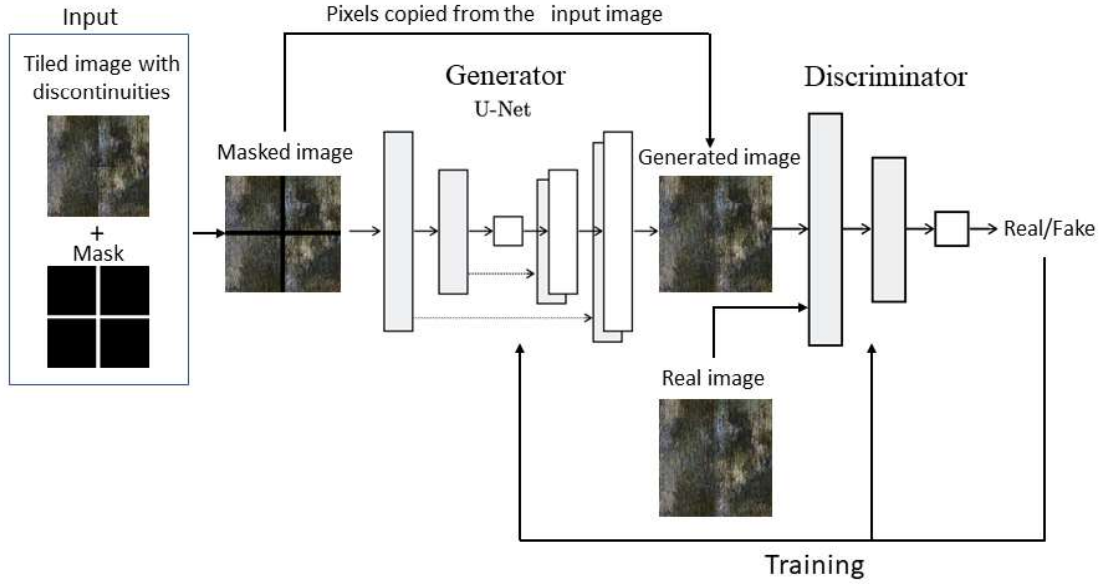 Input
Tiled image with
discontinuities
+
Mask
Pixels copied from the input image
Masked image
Generator
U-Net
Generated image
Discriminator
Real/Fake
Real image
Training